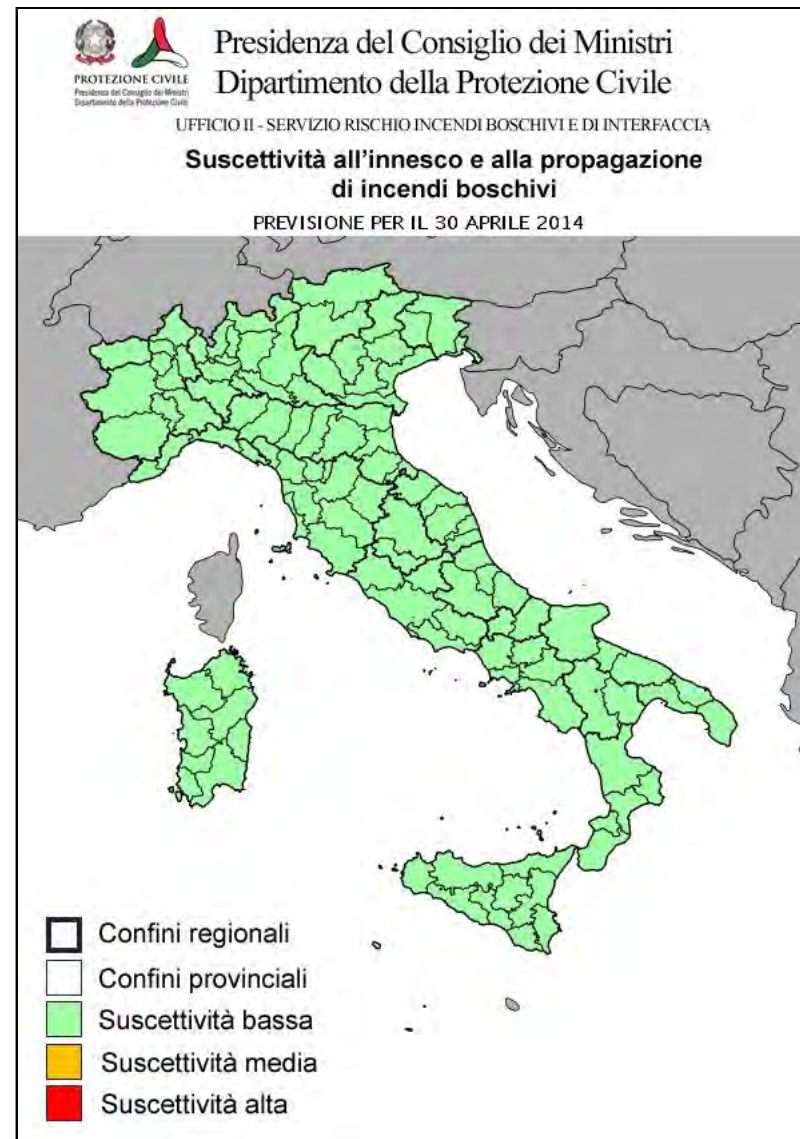 Presidenza del Consiglio dei Ministri
Dipartimento della Protezione Civile
PROTEZIONE CIVILE
Presidenza del Consiglio dei Ministri
Dipartimento della Protezione Civile
UFFICIO II - SERVIZIO RISCHIO INCENDI BOSCHIVI E DI INTERFACCIA
Suscettività all'innesco e alla propagazione
di incendi boschivi
PREVISIONE PER IL 30 APRILE 2014
Confini regionali
Confini provinciali
Suscettività bassa
Suscettività media
Suscettività alta